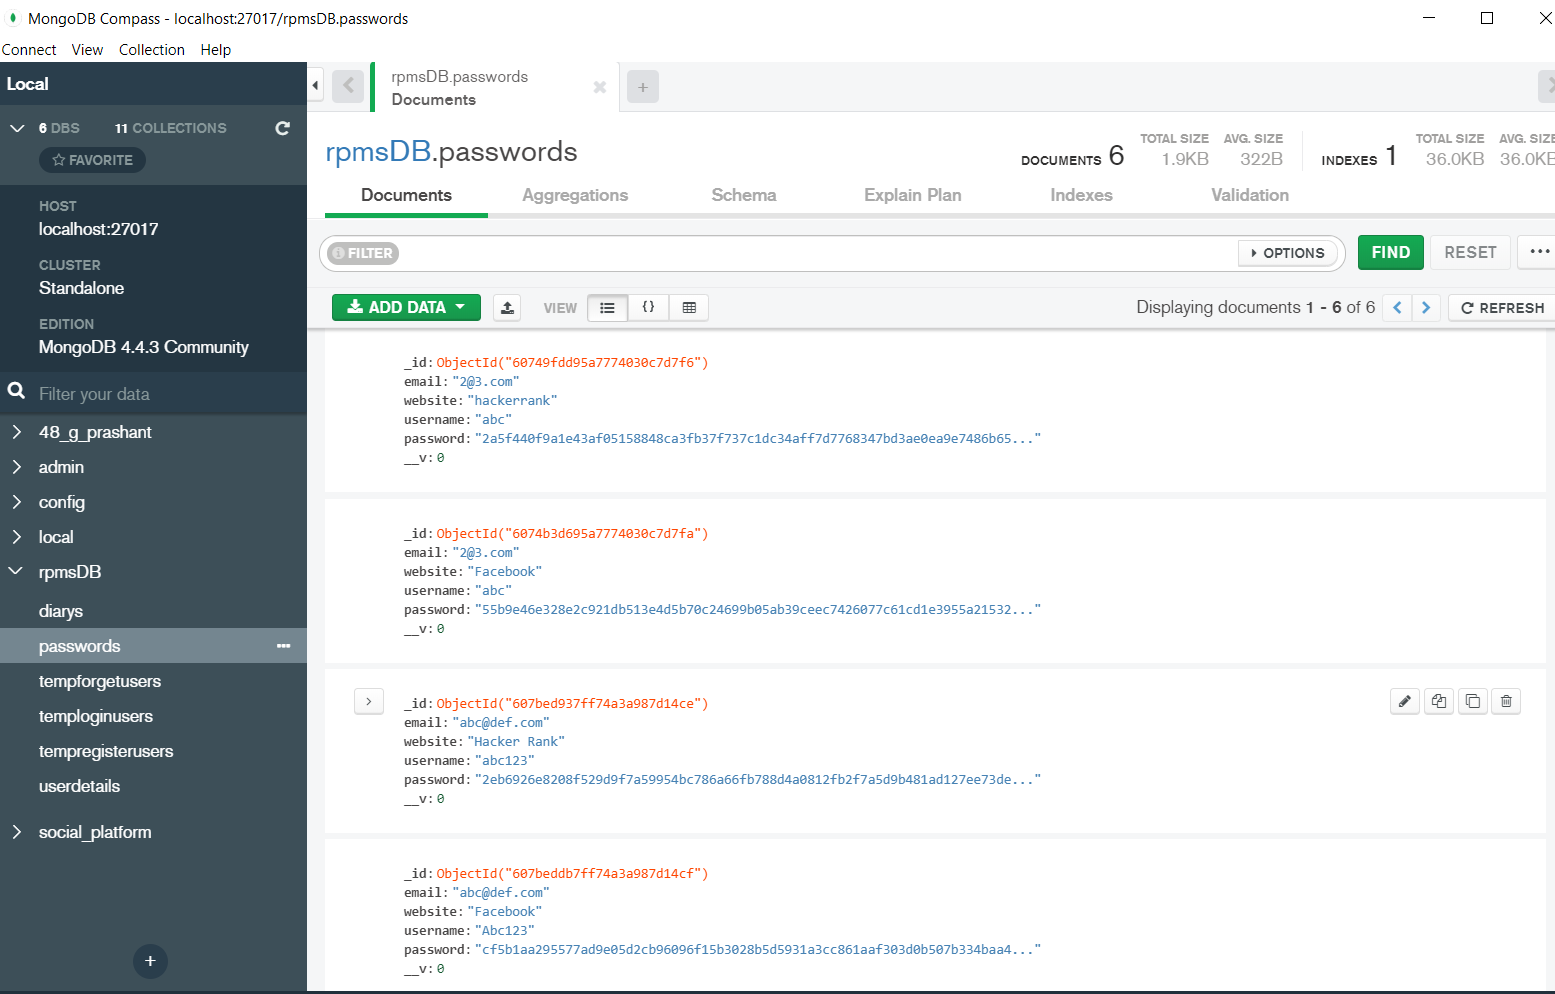 MongoDB Compass - localhost:27017/rpmsDB.passwords
Connect View Collection Help
Local
6 DBS 11 COLLECTIONS
FAVORITE
HOST
localhost:27017
CLUSTER
Standalone
EDITION
MongoDB 4.4.3 Community
Filter your data
48_g_prashant
admin
config
local
rpmsDB
diarys
passwords
tempforgetusers
temploginusers
tempregisterusers
userdetails
social_platform
rpmsDB.passwords
Documents
rpmsDB.passwords
DOCUMENTS 6 TOTAL SIZE 1.9KB AVG. SIZE 322B INDEXES 1 TOTAL SIZE 36.0KB AVG. SIZE 36.0KB
Documents Aggregations Schema Explain Plan Indexes Validation
FILTER OPTIONS FIND RESET ...
ADD DATA VIEW {} Displaying documents 1 - 6 of 6 REFRESH
_id: ObjectId("60749fdd95a7774030c7d7f6")
email: "2@3.com"
website: "hackerrank"
username: "abc"
password: "2a5f440f9a1e43af05158848ca3fb37f737c1dc34aff7d7768347bd3ae0ea9e7486b65..."
__v: 0
_id: ObjectId("6074b3d695a7774030c7d7fa")
email: "2@3.com"
website: "Facebook"
username: "abc"
password: "55b9e46e328e2c921db513e4d5b70c24699b05ab39ceec7426077c61cd1e3955a21532..."
__v: 0
_id: ObjectId("607bed937ff74a3a987d14ce")
email: "abc@def.com"
website: "Hacker Rank"
username: "abc123"
password: "2eb6926e8208f529d9f7a59954bc786a66fb788d4a0812fb2f7a5d9b481ad127ee73de..."
__v: 0
_id: ObjectId("607beddb7ff74a3a987d14cf")
email: "abc@def.com"
website: "Facebook"
username: "Abc123"
password: "cf5b1aa295577ad9e05d2cb96096f15b3028b5d5931a3cc861aaf303d0b507b334baa4..."
__v: 0